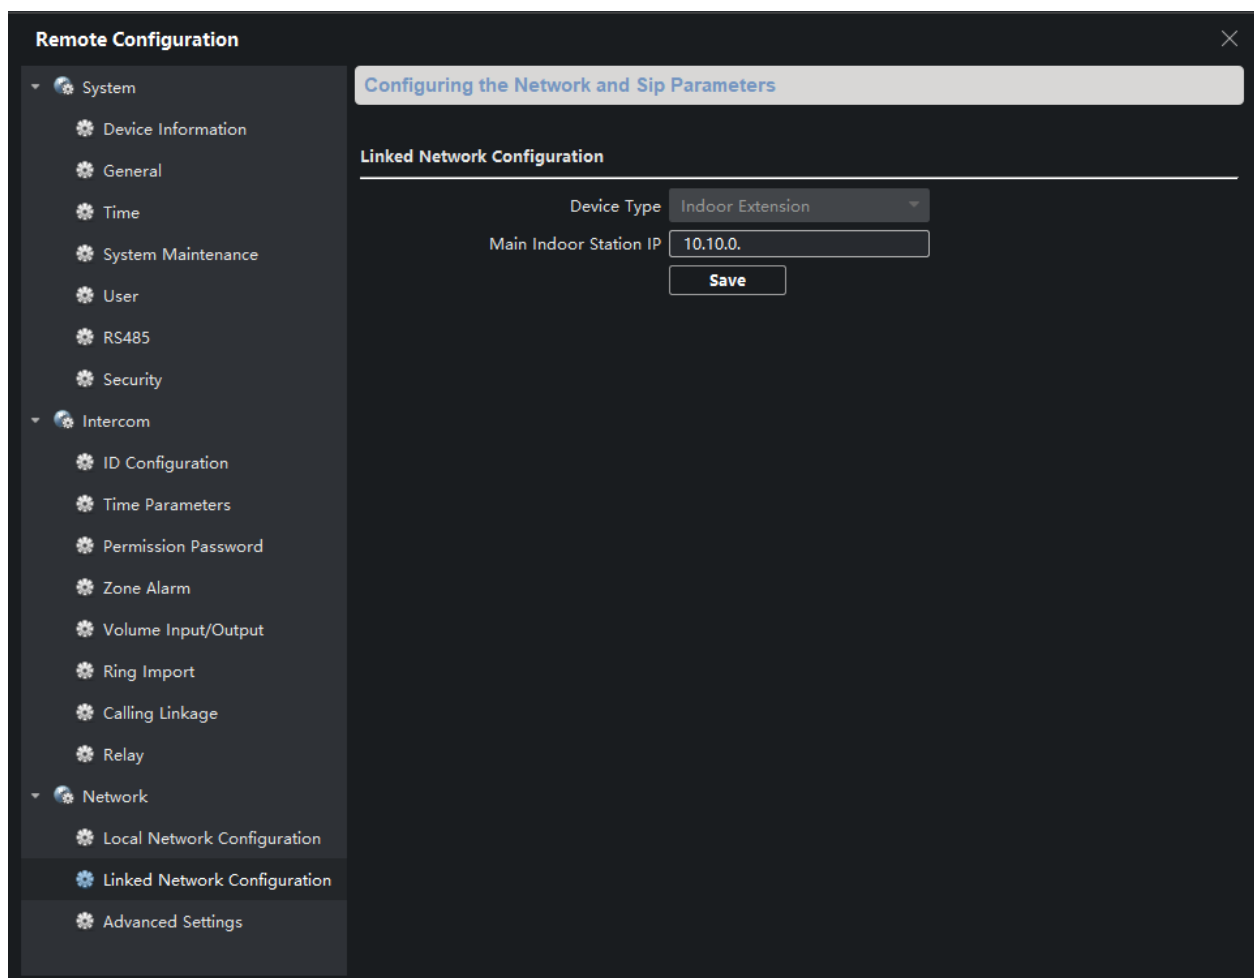 Remote Configuration
System
Device Information
General
Time
System Maintenance
User
RS485
Security
Intercom
ID Configuration
Time Parameters
Permission Password
Zone Alarm
Volume Input/Output
Ring Import
Calling Linkage
Relay
Network
Local Network Configuration
Linked Network Configuration
Advanced Settings
Configuring the Network and Sip Parameters
Linked Network Configuration
Device Type Indoor Extension
Main Indoor Station IP 10.10.0.
Save